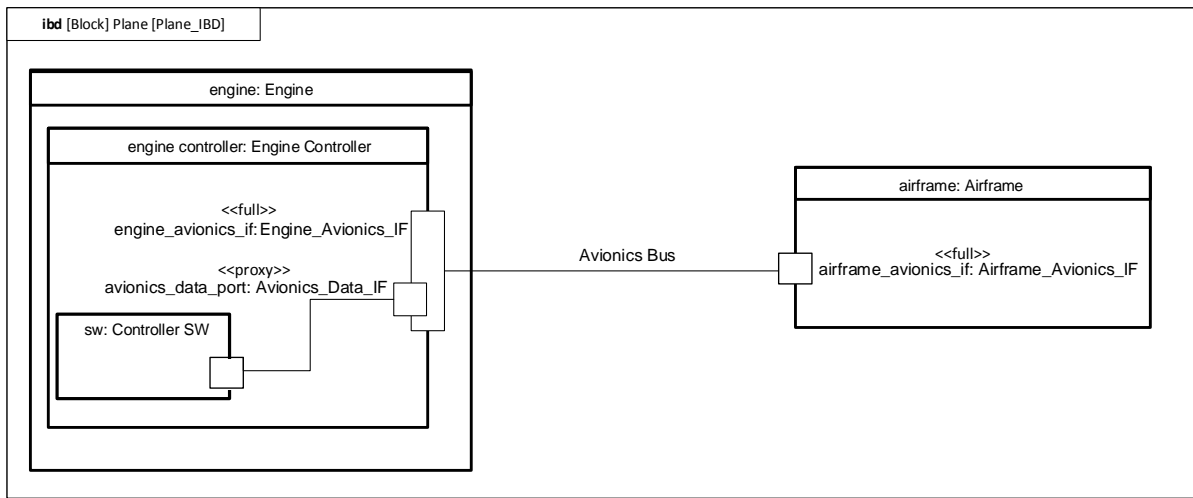 ibd [Block] Plane [Plane_IBD]
engine: Engine
engine controller: Engine Controller
<<full>>
engine_avionics_if: Engine_Avionics_IF
<<proxy>>
avionics_data_port: Avionics_Data_IF
sw: Controller SW
Avionics Bus
airframe: Airframe
<<full>>
airframe_avionics_if: Airframe_Avionics_IF